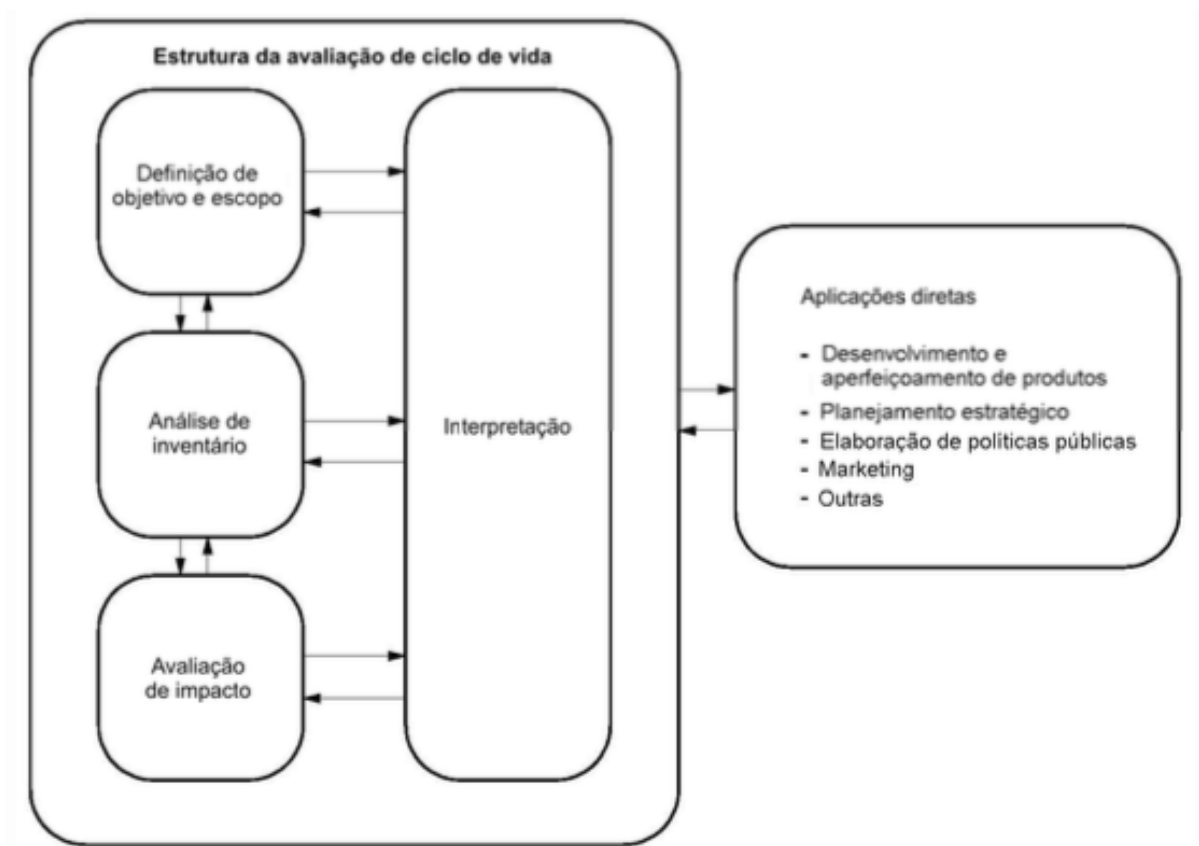 Estrutura da avaliação de ciclo de vida
Definição de
objetivo e escopo
Análise de
inventário
Avaliação
de impacto
Interpretação
Aplicações diretas
- Desenvolvimento e
aperfeiçoamento de produtos
- Planejamento estratégico
- Elaboração de políticas públicas
- Marketing
- Outras